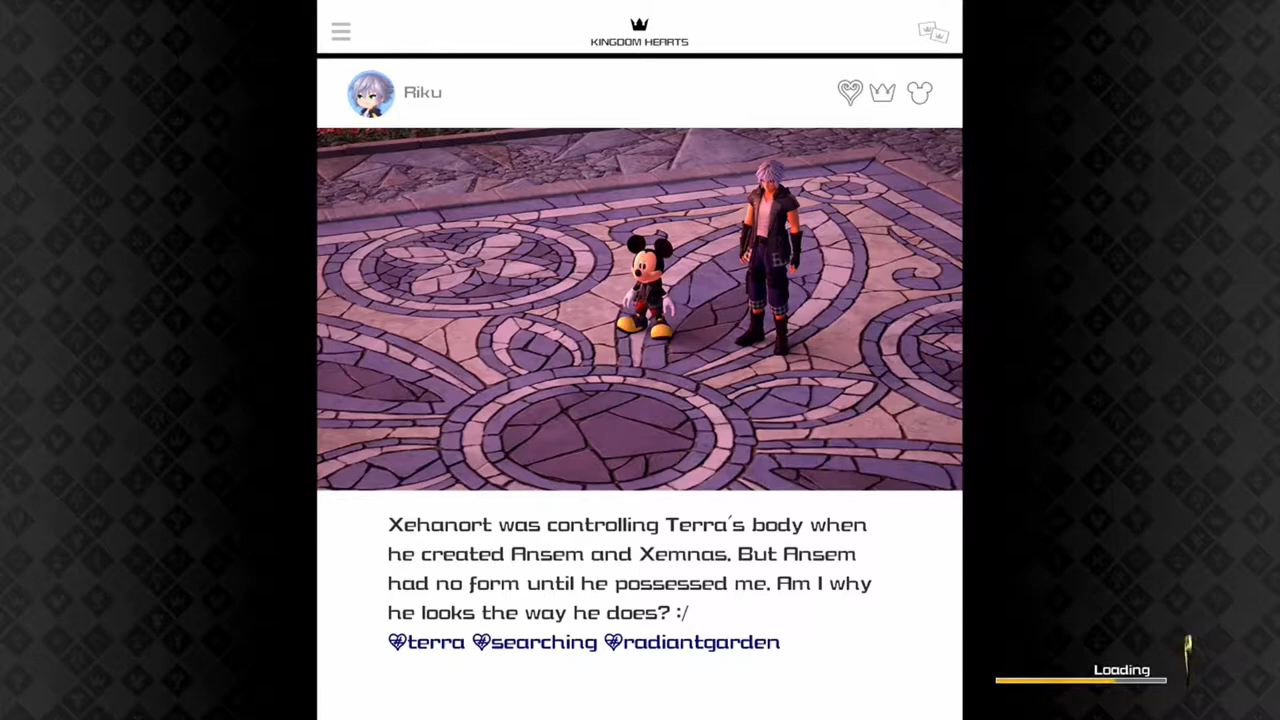 KINGDOM HEARTS
Riku
Xehanort was controlling Terra's body when
he created Ansem and Xemnas. But Ansem
had no form until he possessed me. Am I why
he looks the way he does? :/
#terra #searching #radiantgarden
Loading